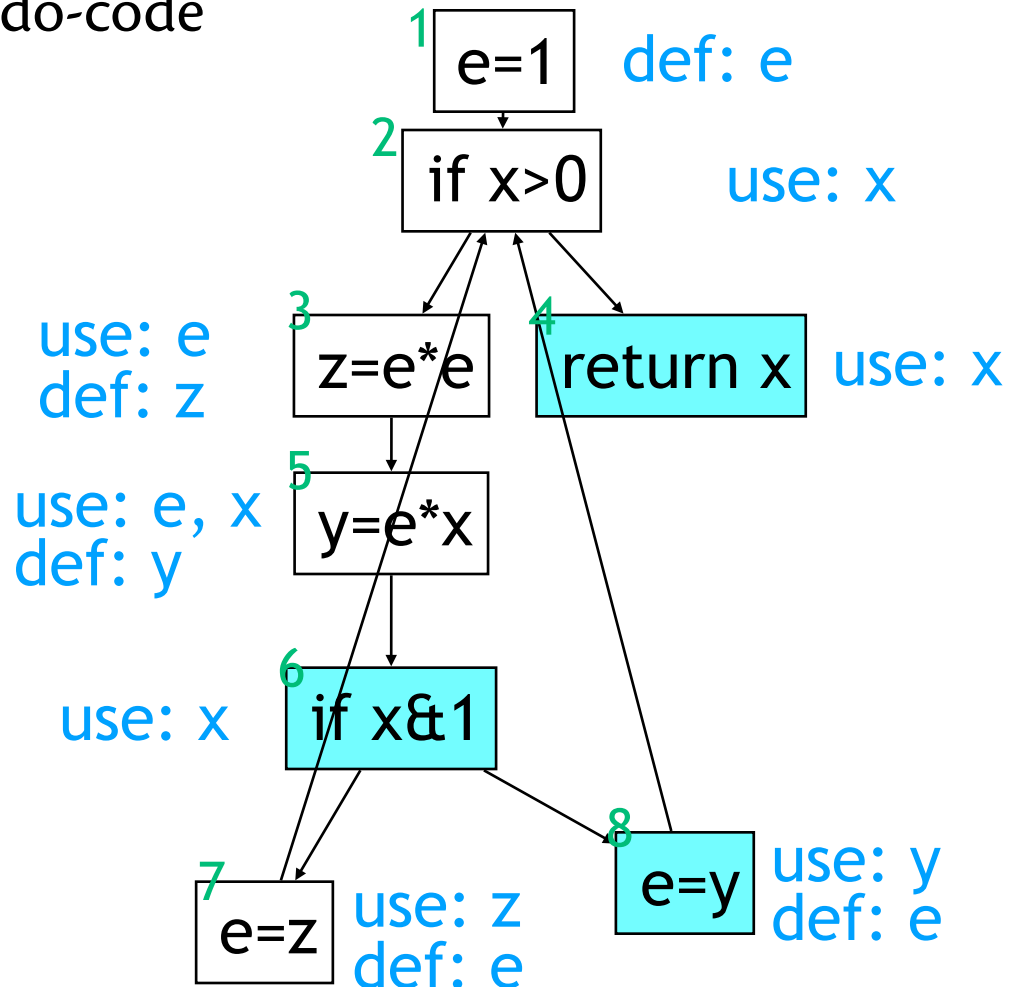 do-code
1
e=1
def: e
2
if x>0
use: x
3
use: e
def: z
z=e*e
4
return x
use: x
5
use: e, x
def: y
y=e*x
6
use: x
if x&1
7
e=z
use: z
def: e
8
e=y
use: y
def: e